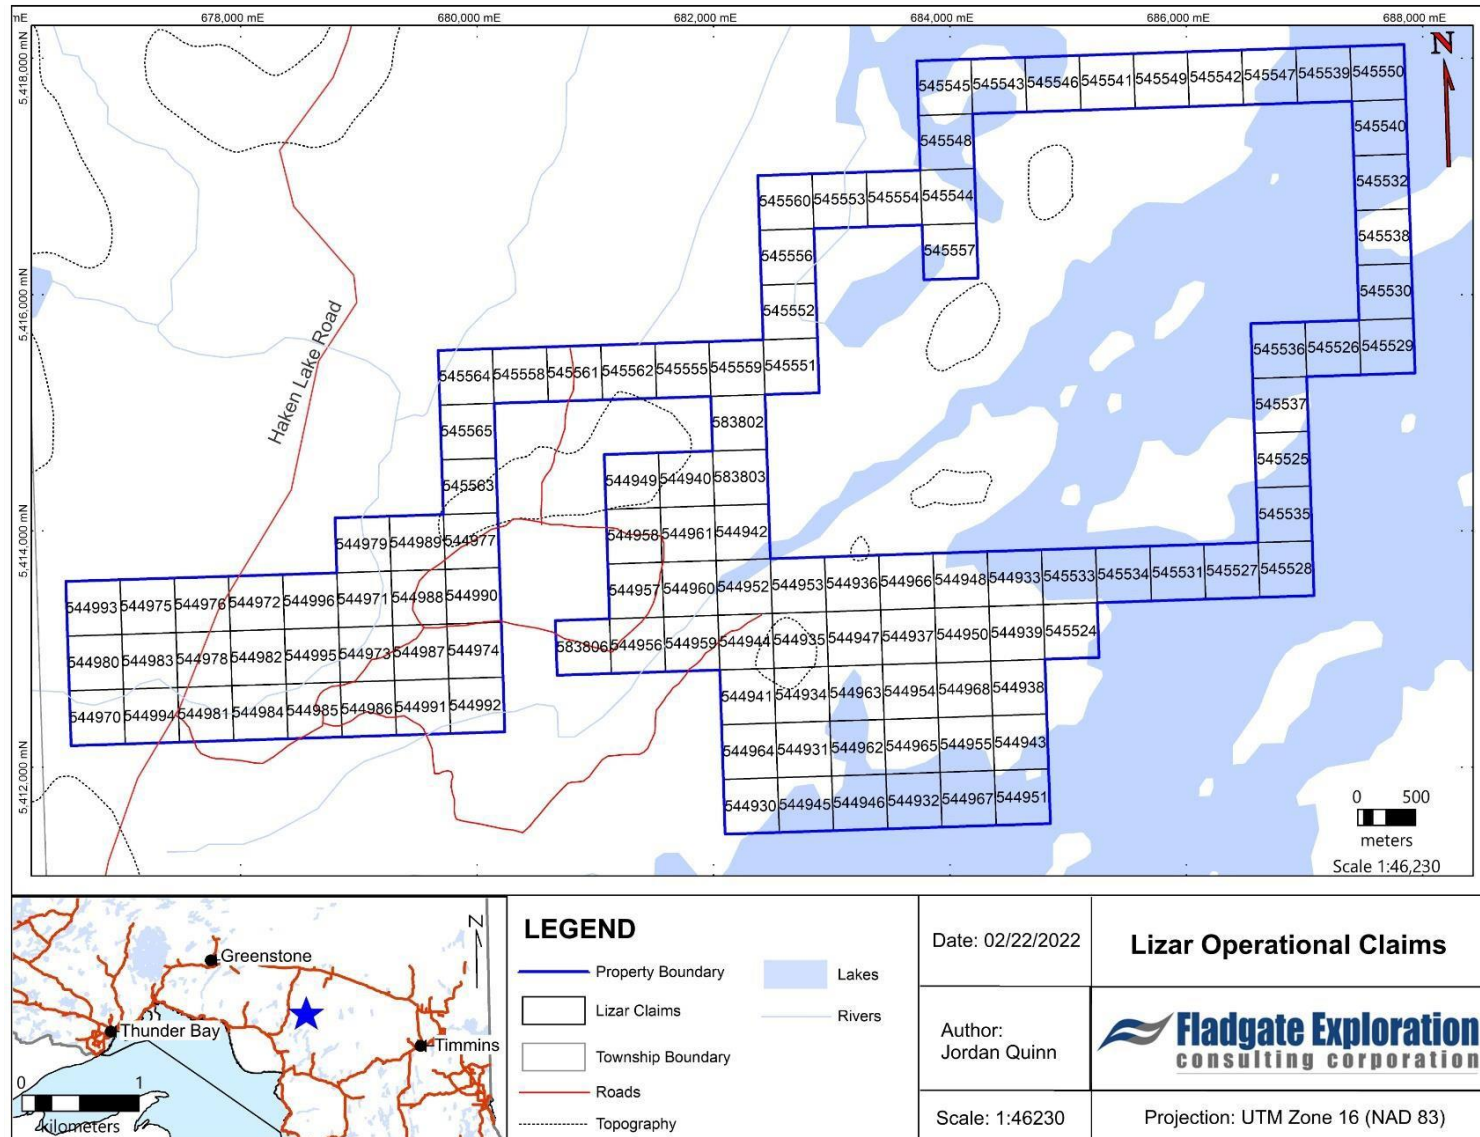 mE
678,000 mE
680,000 mE
682,000 mE
684,000 mE
686,000 mE
688,000 mE
N
5,418,000 mN
5,416,000 mN
5,414,000 mN
5,412,000 mN
545545 545543 545546 545541 545549 545542 545547 545539 545550
545548 545540
545560 545553 545554 545544 545532
545556 545557 545538
545552 545530
545564 545558 545561 545562 545555 545559 545551 545536 545526 545529
Haken Lake Road
545565 583802 545537
545563 544949 544940 583803 545525
544979 544989 544977 544958 544961 544942 545535
544993 544975 544976 544972 544996 544971 544988 544990 544957 544960 544952 544953 544936 544966 544948 544933 545533 545534 545531 545527 545528
544980 544983 544978 544982 544995 544973 544987 544974 583806 544956 544959 544944 544935 544947 544937 544950 544939 545524
544970 544994 544981 544984 544985 544986 544991 544992 544941 544934 544963 544954 544968 544938
544964 544931 544962 544965 544955 544943
544930 544945 544946 544932 544967 544951
0 500
meters
Scale 1:46,230
Greenstone
Thunder Bay
Timmins
N
0 1
kilometers
LEGEND
Property Boundary
Lizar Claims
Township Boundary
Roads
Topography
Lakes
Rivers
Date: 02/22/2022
Author:
Jordan Quinn
Scale: 1:46230
Lizar Operational Claims
Fladgate Exploration
consulting corporation
Projection: UTM Zone 16 (NAD 83)